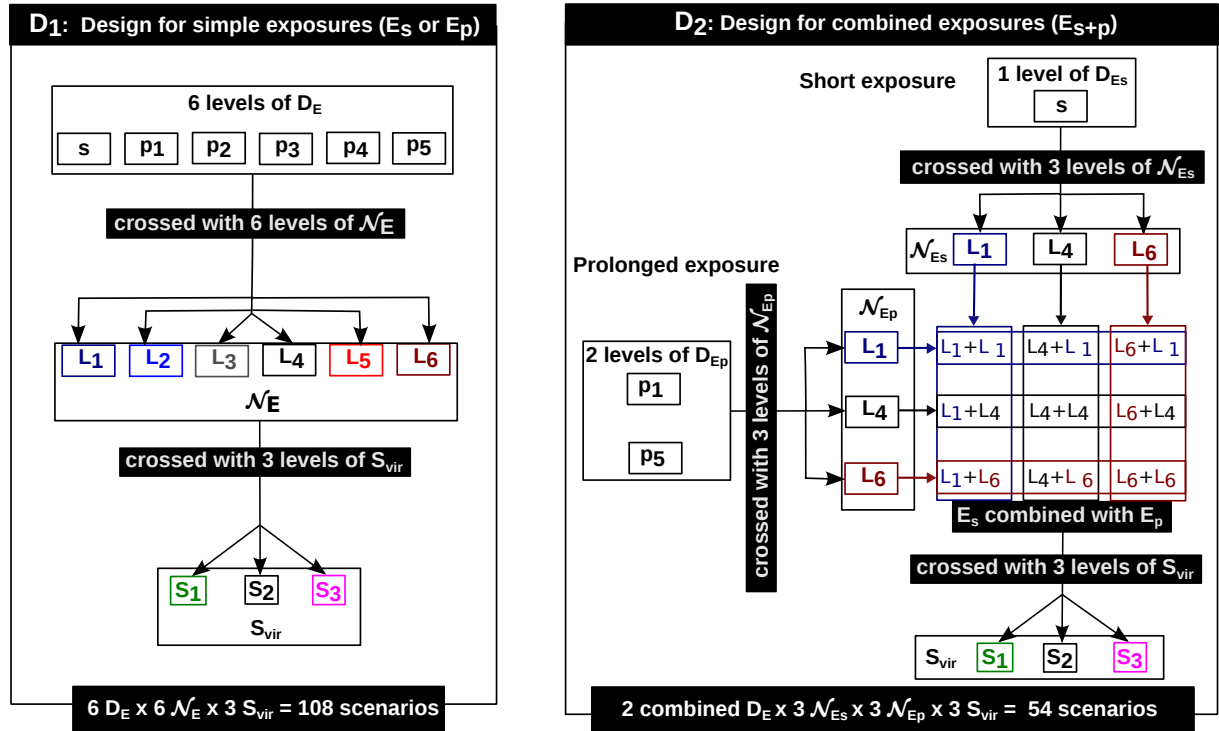 D1: Design for simple exposures (Es or Ep)
6 levels of DE
s p1 p2 p3 p4 p5
crossed with 6 levels of 𝒩E
L1 L2 L3 L4 L5 L6
𝒩E
crossed with 3 levels of Svir
S1 S2 S3
Svir
6 DE x 6 𝒩E x 3 Svir = 108 scenarios
D2: Design for combined exposures (Es+p)
Short exposure
1 level of DEs
s
crossed with 3 levels of 𝒩Es
𝒩Es L1 L4 L6
Prolonged exposure
2 levels of DEp
p1
p5
crossed with 3 levels of 𝒩Ep
𝒩Ep
L1 L1+L 1 L4+L 1 L6+L 1
L4 L1+L4 L4+L4 L6+L4
L6 L1+L6 L4+L 6 L6+L6
Es combined with Ep
crossed with 3 levels of Svir
Svir S1 S2 S3
2 combined DE x 3 𝒩Es x 3 𝒩Ep x 3 Svir = 54 scenarios